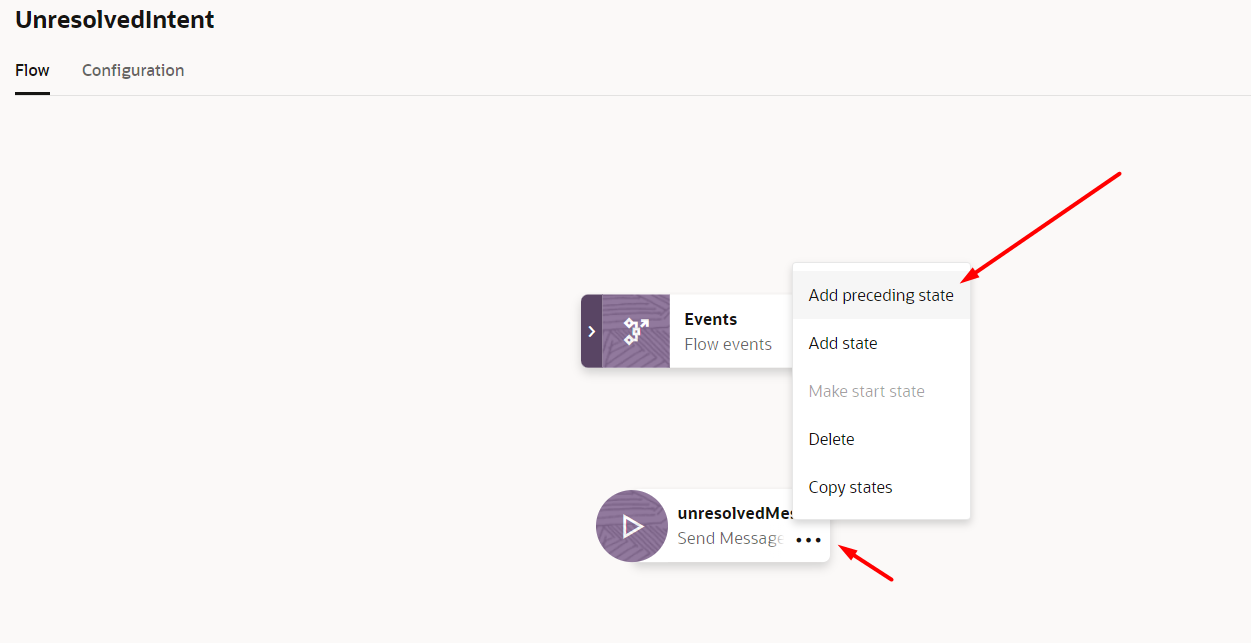 UnresolvedIntent
Flow
Configuration
Events
Flow events
Add preceding state
Add state
Make start state
Delete
Copy states
unresolvedMes
Send Message